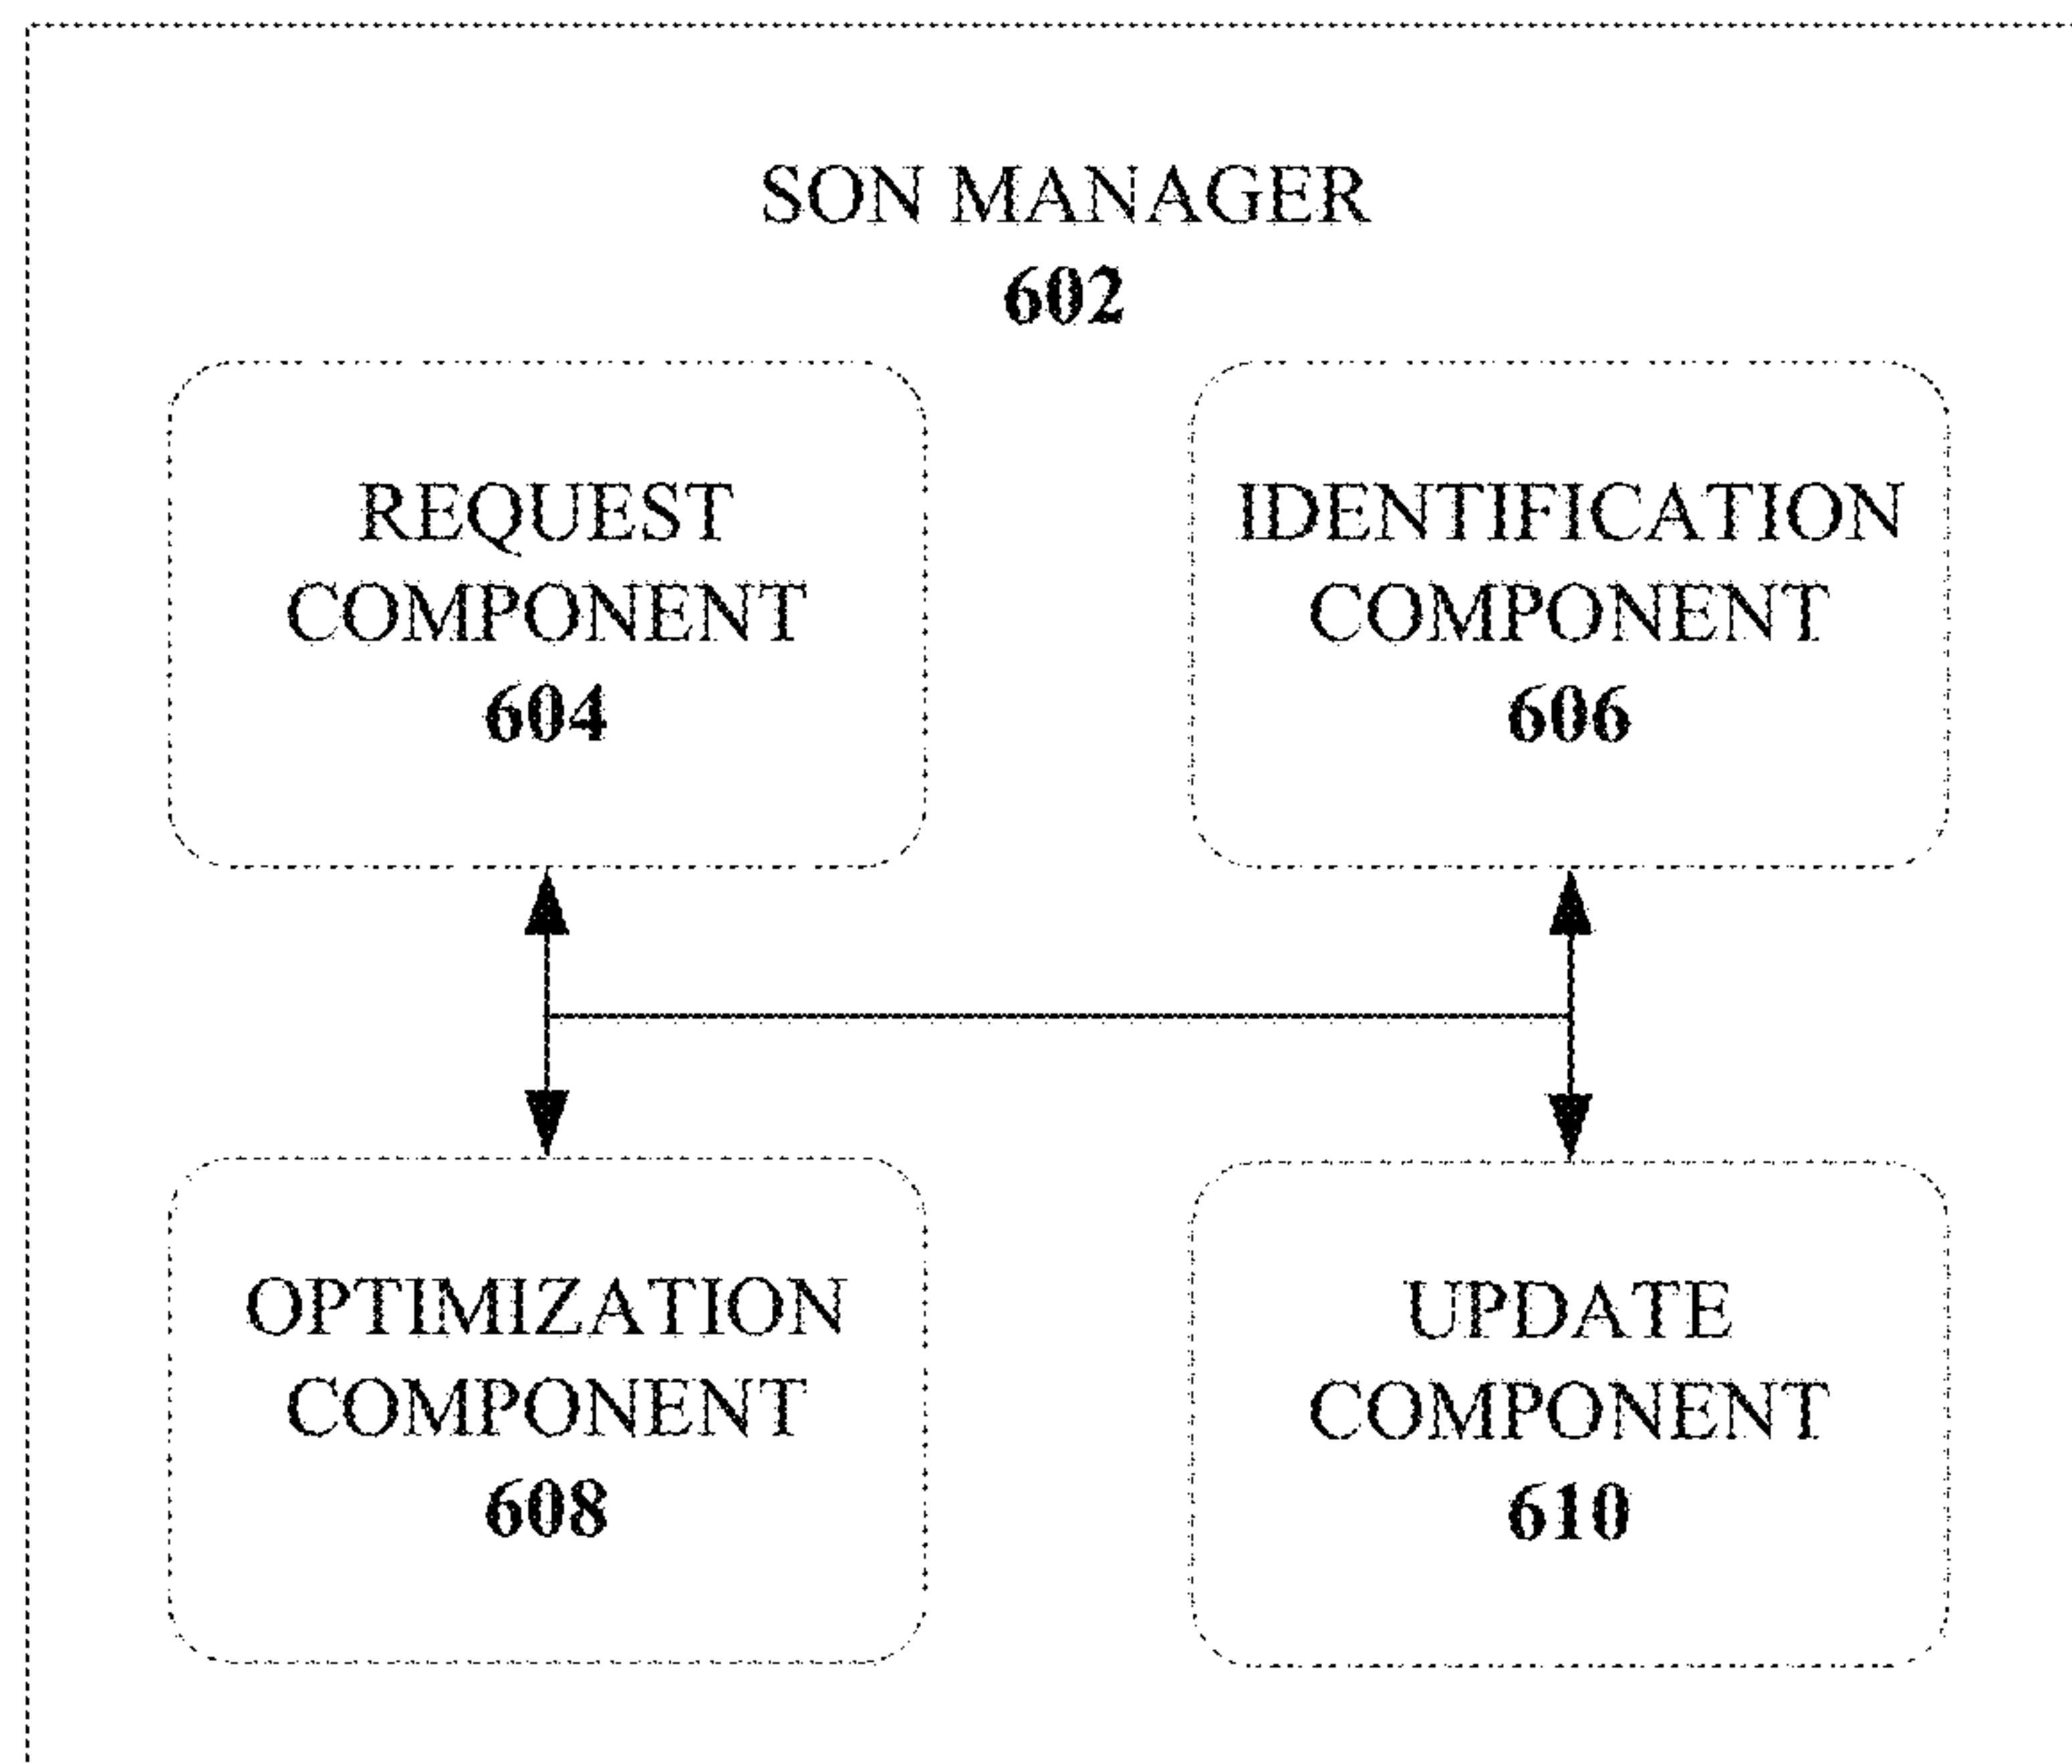 SON MANAGER
602
REQUEST
COMPONENT
604
IDENTIFICATION
COMPONENT
606
OPTIMIZATION
COMPONENT
608
UPDATE
COMPONENT
610